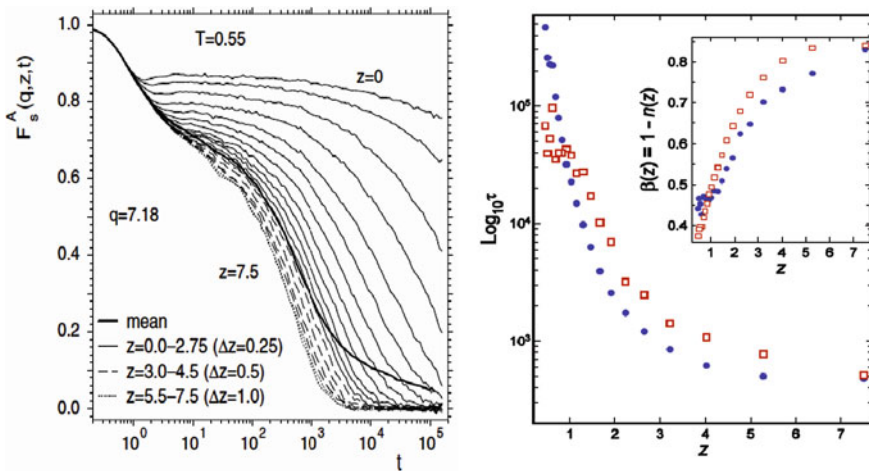 1.0
0.8
0.6
0.4
0.2
0.0
F_s^A(q,z,t)
T=0.55
z=0
q=7.18
z=7.5
mean
z=0.0–2.75 (Δz=0.25)
z=3.0–4.5 (Δz=0.5)
z=5.5–7.5 (Δz=1.0)
10^0 10^1 10^2 10^3 10^4 10^5
t
10^5
10^4
10^3
Log10τ
1 2 3 4 5 6 7
z
0.8
0.7
0.6
0.5
0.4
β(z) = 1 - n(z)
1 2 3 4 5 6 7
z